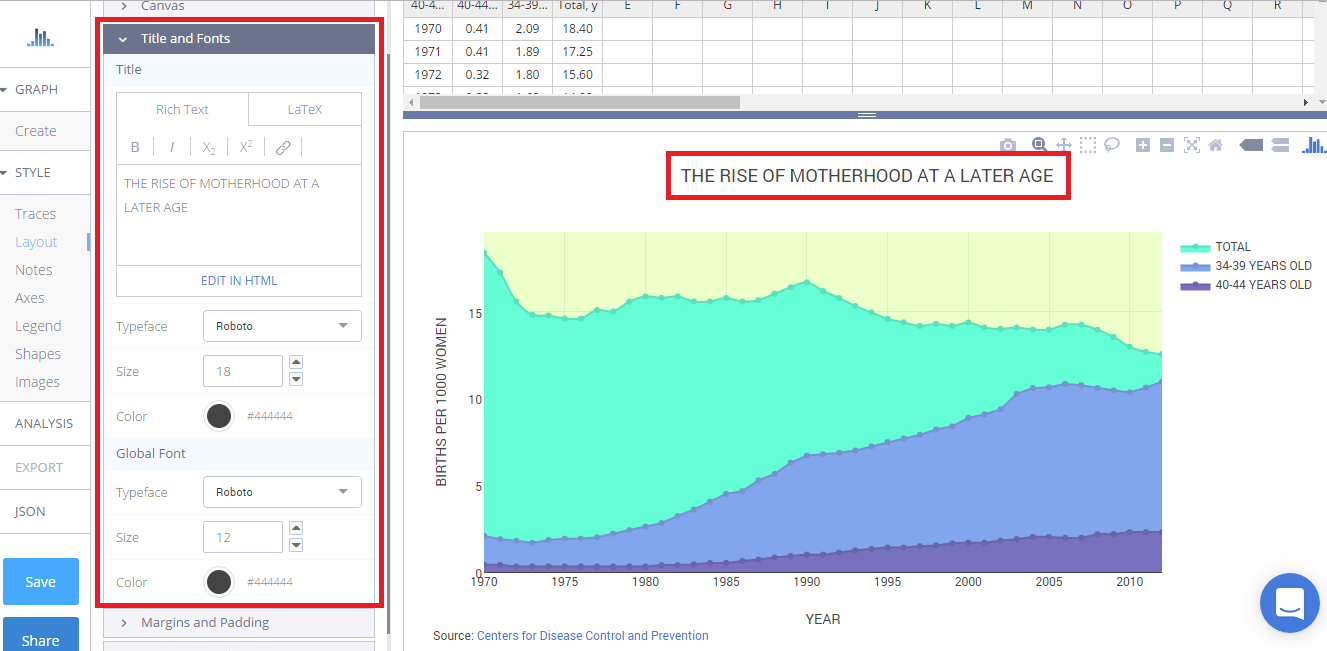 Canvas
Title and Fonts
Title
Rich Text LaTeX
B I X2 X2
THE RISE OF MOTHERHOOD AT A
LATER AGE
EDIT IN HTML
Typeface Roboto
Size 18
Color #444444
Global Font
Typeface Roboto
Size 12
Color #444444
Margins and Padding
GRAPH
Create
STYLE
Traces
Layout
Notes
Axes
Legend
Shapes
Images
ANALYSIS
EXPORT
JSON
Save
Share
40-4... 40-44... 34-39... Total, y E F G H I J K L M N O P Q R
1970 0.41 2.09 18.40
1971 0.41 1.89 17.25
1972 0.32 1.80 15.60
THE RISE OF MOTHERHOOD AT A LATER AGE
TOTAL
34-39 YEARS OLD
40-44 YEARS OLD
BIRTHS PER 1000 WOMEN
15
10
5
0
1970 1975 1980 1985 1990 1995 2000 2005 2010
YEAR
Source: Centers for Disease Control and Prevention